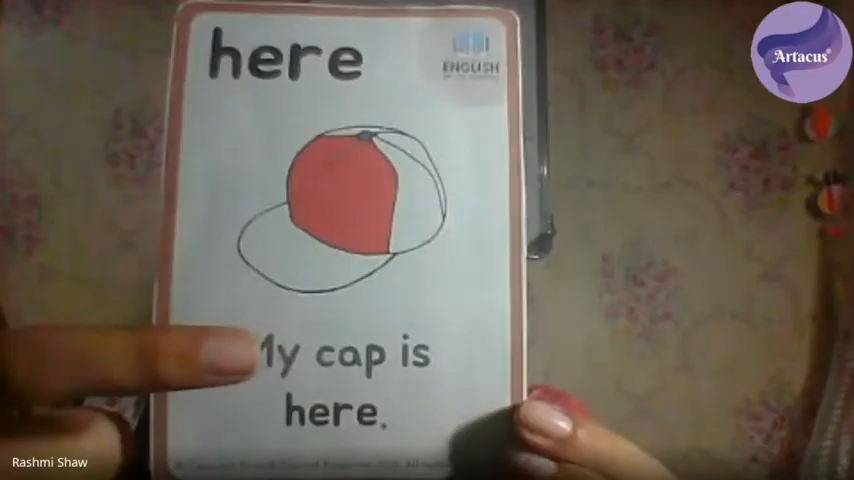 here
ENGLISH
Artacus
My cap is
here.
Rashmi Shaw